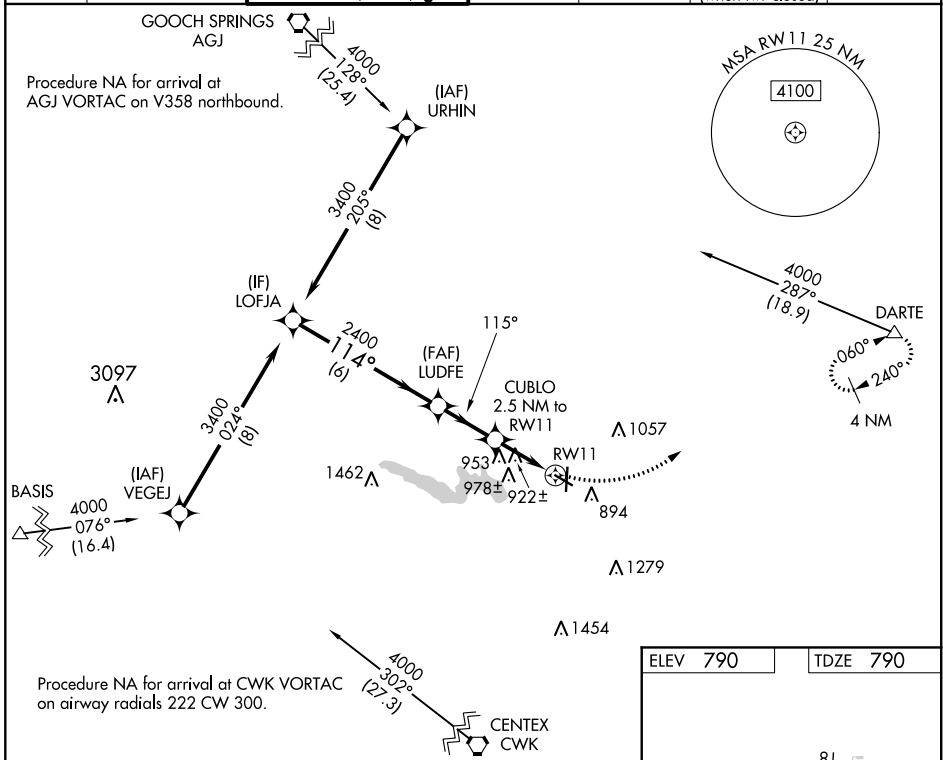 GOOCH SPRINGS
AGJ
4000
128°
(25.4)
Procedure NA for arrival at
AGJ VORTAC on V358 northbound.
(IAF)
URHIN
MSA RW11 25 NM
4100
3400
205°
(8)
4000
287°
(18.9)
DARTE
060°
240°
4 NM
(IF)
LOFJA
2400
114°
(6)
115°
(FAF)
LUDFE
CUBLO
2.5 NM to
RW11
3097
3400
024°
(8)
1057
RW11
953
1462
978±
922±
894
(IAF)
VEGEJ
BASIS
4000
076°
(16.4)
1279
1454
4000
302°
(27.3)
Procedure NA for arrival at CWK VORTAC
on airway radials 222 CW 300.
CENTEX
CWK
ELEV 790
TDZE 790